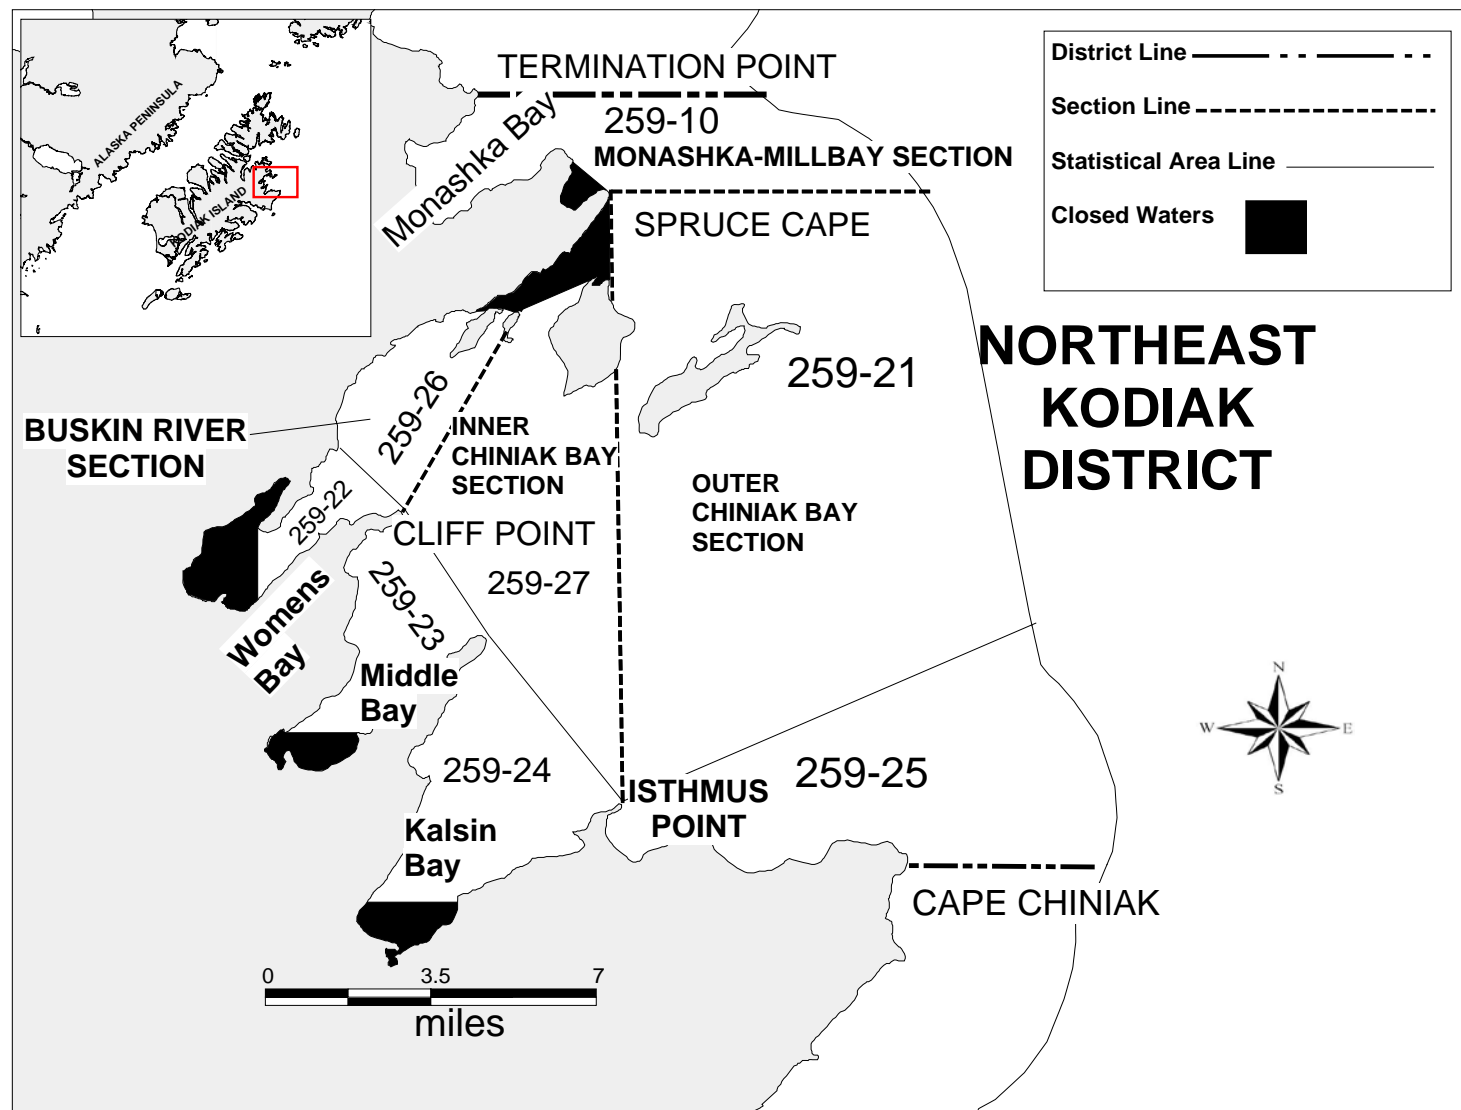 ALASKA PENINSULA
KODIAK ISLAND
TERMINATION POINT
259-10
MONASHKA-MILLBAY SECTION
Monashka Bay
SPRUCE CAPE
District Line
Section Line
Statistical Area Line
Closed Waters
NORTHEAST
KODIAK
DISTRICT
259-21
259-26
BUSKIN RIVER
SECTION
INNER
CHINIAK BAY
SECTION
OUTER
CHINIAK BAY
SECTION
259-22
CLIFF POINT
259-27
259-23
Womens
Bay
Middle
Bay
259-24
ISTHMUS
POINT
259-25
Kalsin
Bay
CAPE CHINIAK
N
W
E
S
0
3.5
7
miles